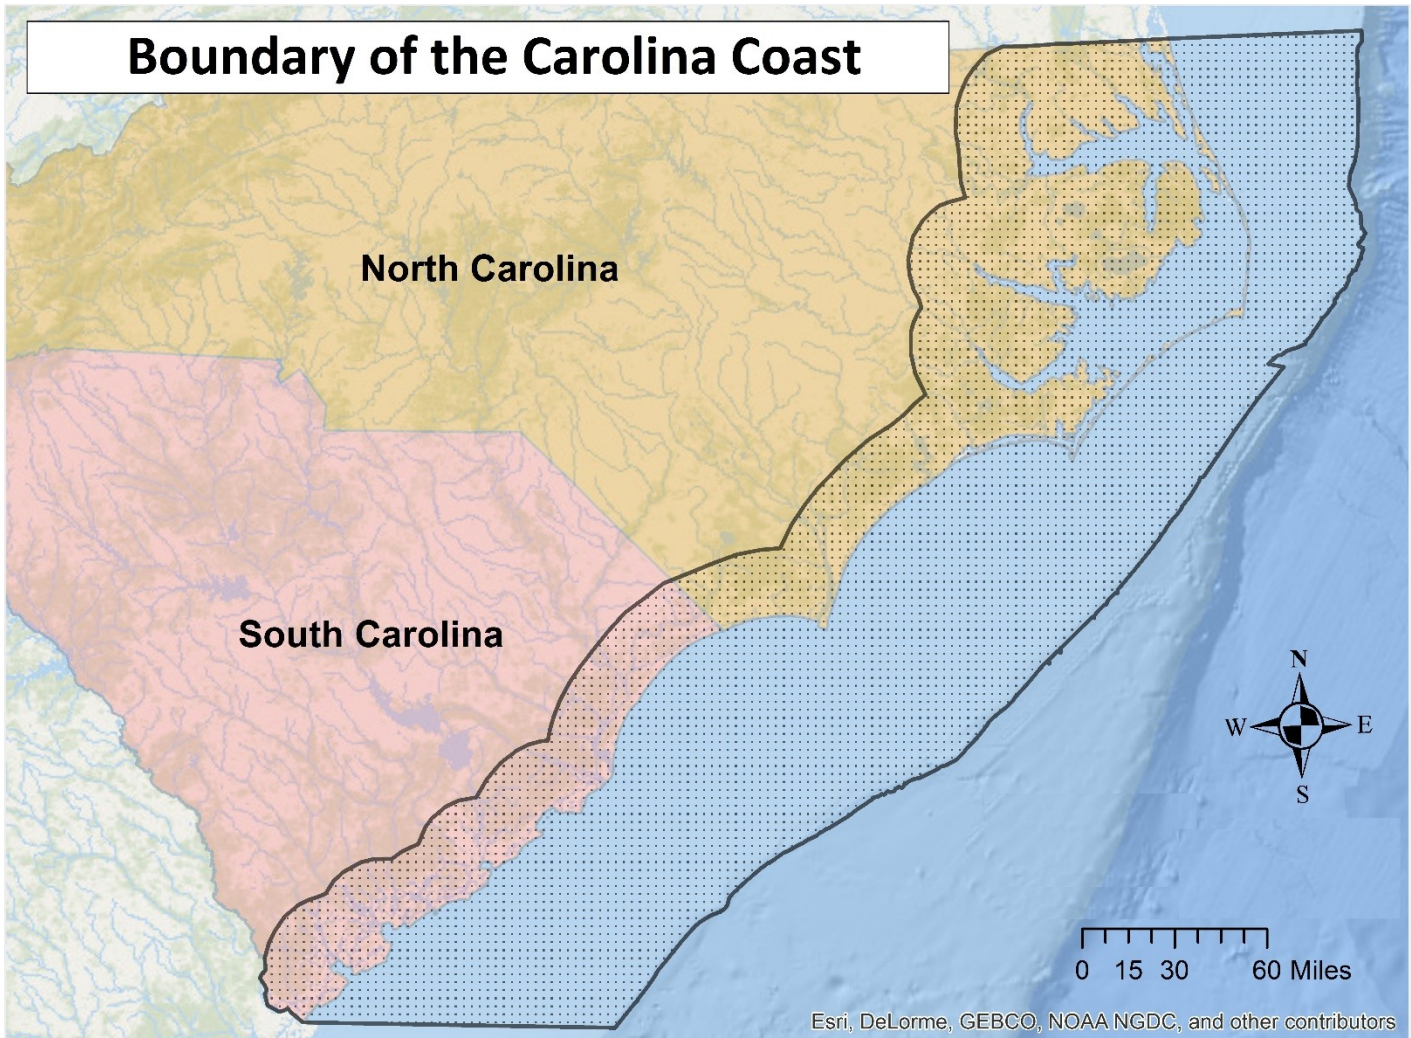 Boundary of the Carolina Coast
North Carolina
South Carolina
N
W E
S
0 15 30 60 Miles
Esri, DeLorme, GEBCO, NOAA NGDC, and other contributors